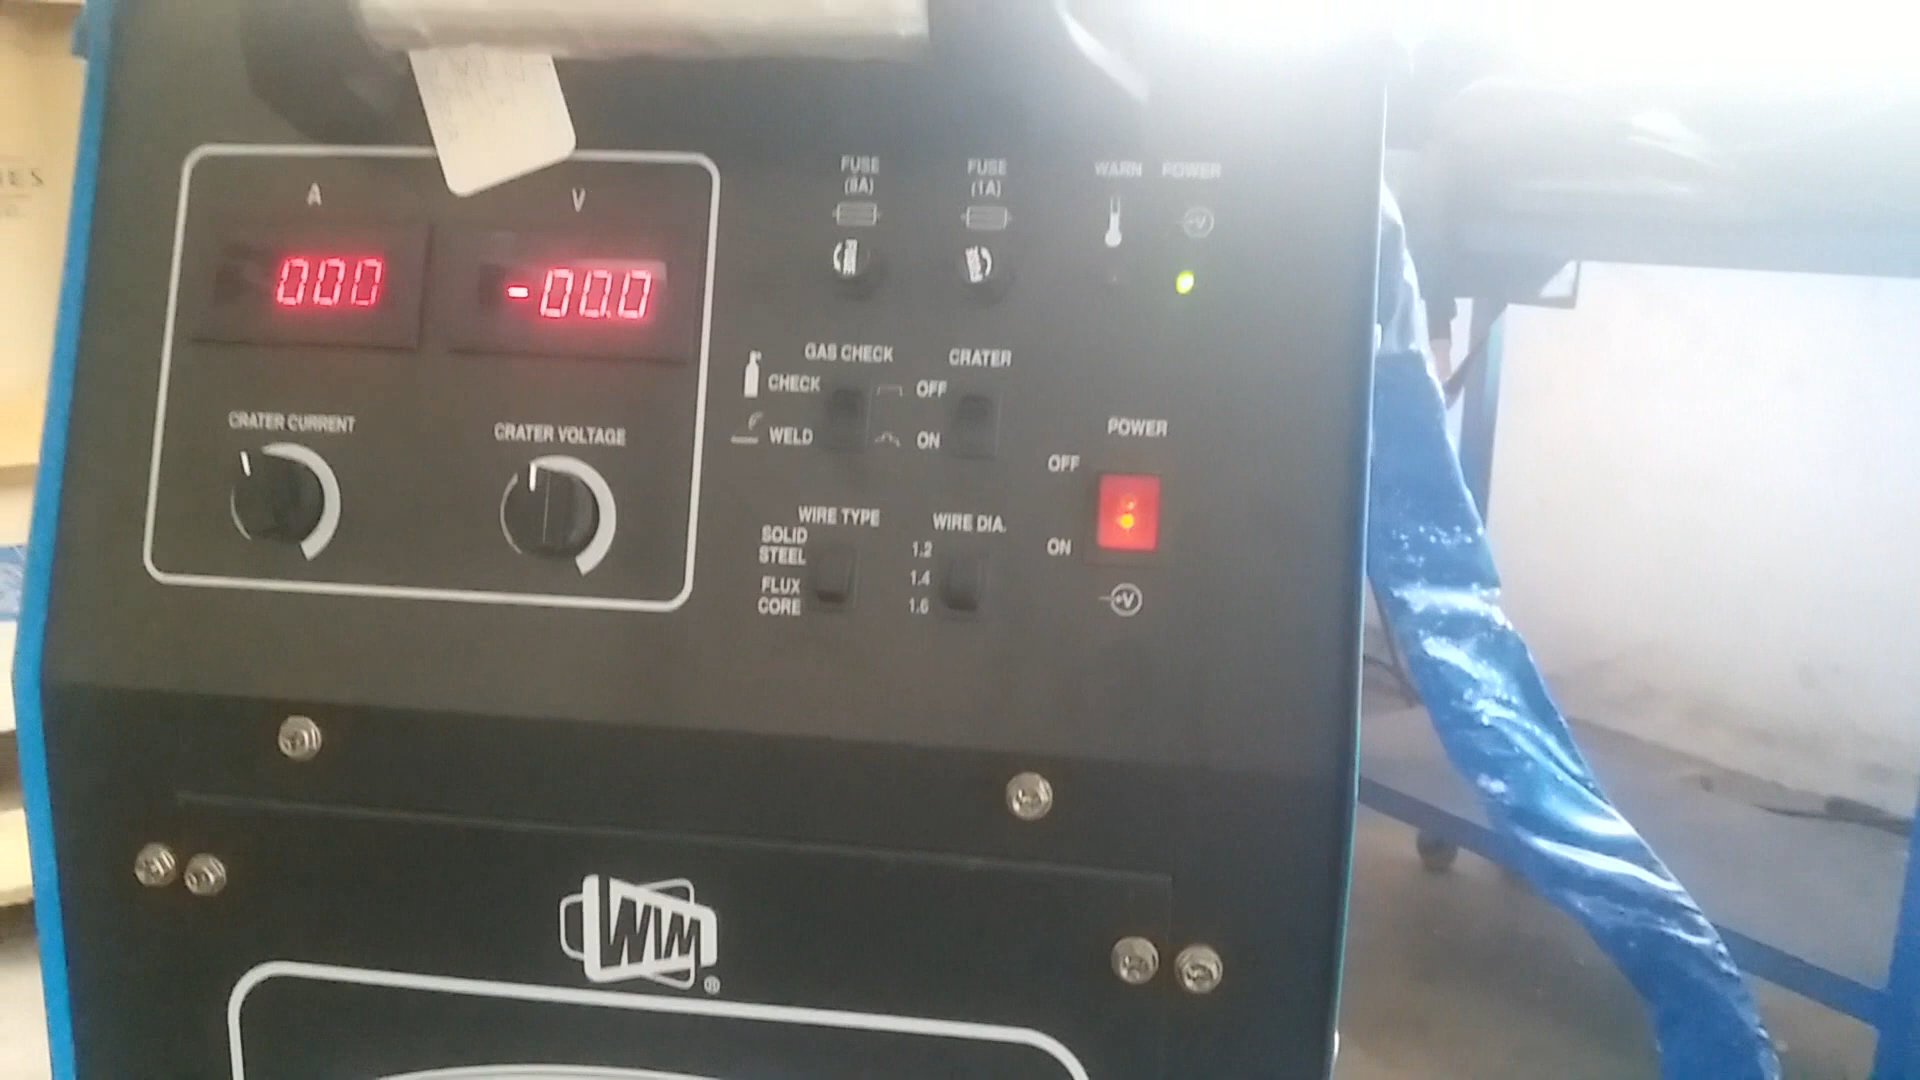 A
V
000
-00.0
CRATER CURRENT
CRATER VOLTAGE
FUSE
(8A)
FUSE
(1A)
WARN
POWER
GAS CHECK
CHECK
WELD
CRATER
OFF
ON
WIRE TYPE
SOLID
STEEL
FLUX
CORE
WIRE DIA.
1.2
1.4
1.6
POWER
OFF
ON
WIM
®